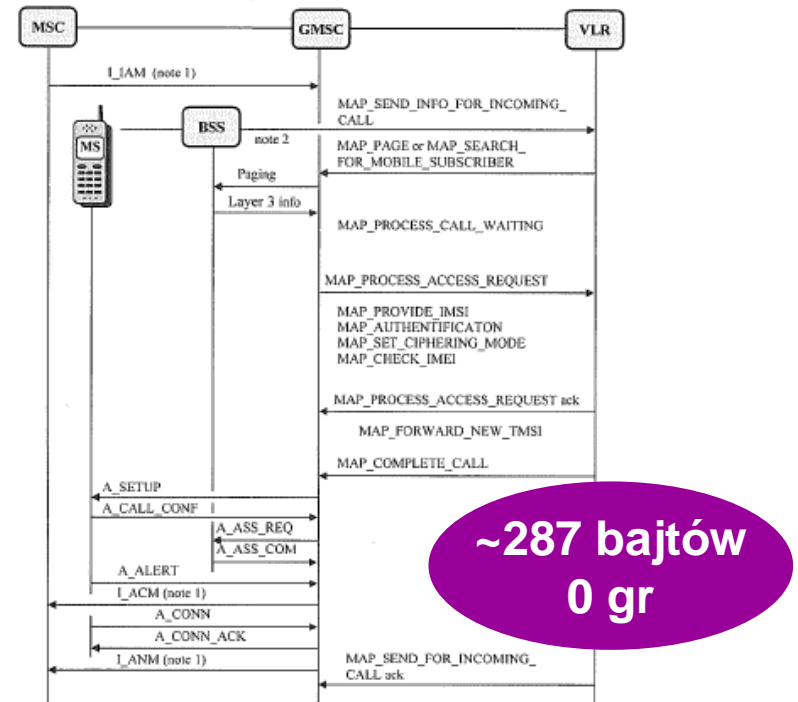 MSC
GMSC
VLR
I_IAM (note 1)
MAP_SEND_INFO_FOR_INCOMING_
CALL
BSS
note 2
MS
MAP_PAGE or MAP_SEARCH_
FOR_MOBILE_SUBSCRIBER
Paging
Layer 3 info
MAP_PROCESS_CALL_WAITING
MAP_PROCESS_ACCESS_REQUEST
MAP_PROVIDE_IMSI
MAP_AUTHENTIFICATON
MAP_SET_CIPHERING_MODE
MAP_CHECK_IMEI
MAP_PROCESS_ACCESS_REQUEST ack
MAP_FORWARD_NEW_TMSI
MAP_COMPLETE_CALL
A_SETUP
A_CALL_CONF
A_ASS_REQ
A_ASS_COM
A_ALERT
I_ACM (note 1)
A_CONN
A_CONN_ACK
I_ANM (note 1)
MAP_SEND_FOR_INCOMING_
CALL ack
~287 bajtów
0 gr